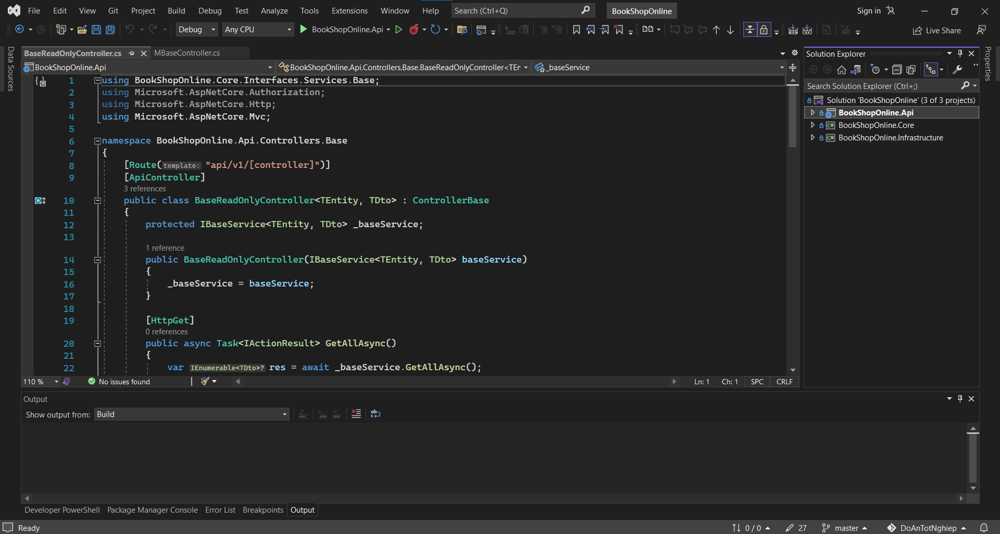 File Edit View Git Project Build Debug Test Analyze Tools Extensions Window Help Search (Ctrl+Q) BookShopOnline Sign in
Debug Any CPU BookShopOnline.Api Live Share
Data Sources
BaseReadOnlyController.cs MBaseController.cs
BookShopOnline.Api BookShopOnline.Api.Controllers.Base.BaseReadOnlyController<TEn _baseService
1 using BookShopOnline.Core.Interfaces.Services.Base;
2 using Microsoft.AspNetCore.Authorization;
3 using Microsoft.AspNetCore.Http;
4 using Microsoft.AspNetCore.Mvc;
5
6 namespace BookShopOnline.Api.Controllers.Base
7 {
8 [Route(template: "api/v1/[controller]")]
9 [ApiController]
3 references
10 public class BaseReadOnlyController<TEntity, TDto> : ControllerBase
11 {
12 protected IBaseService<TEntity, TDto> _baseService;
13
1 reference
14 public BaseReadOnlyController(IBaseService<TEntity, TDto> baseService)
15 {
16 _baseService = baseService;
17 }
18
19 [HttpGet]
0 references
20 public async Task<IActionResult> GetAllAsync()
21 {
22 var IEnumerable<TDto>? res = await _baseService.GetAllAsync();
110 % No issues found Ln: 1 Ch: 1 SPC CRLF
Solution Explorer
Search Solution Explorer (Ctrl+;)
Solution 'BookShopOnline' (3 of 3 projects)
BookShopOnline.Api
BookShopOnline.Core
BookShopOnline.Infrastructure
Properties
Output
Show output from: Build
Developer PowerShell Package Manager Console Error List Breakpoints Output
Ready 0 / 0 27 master DoAnTotNghiep